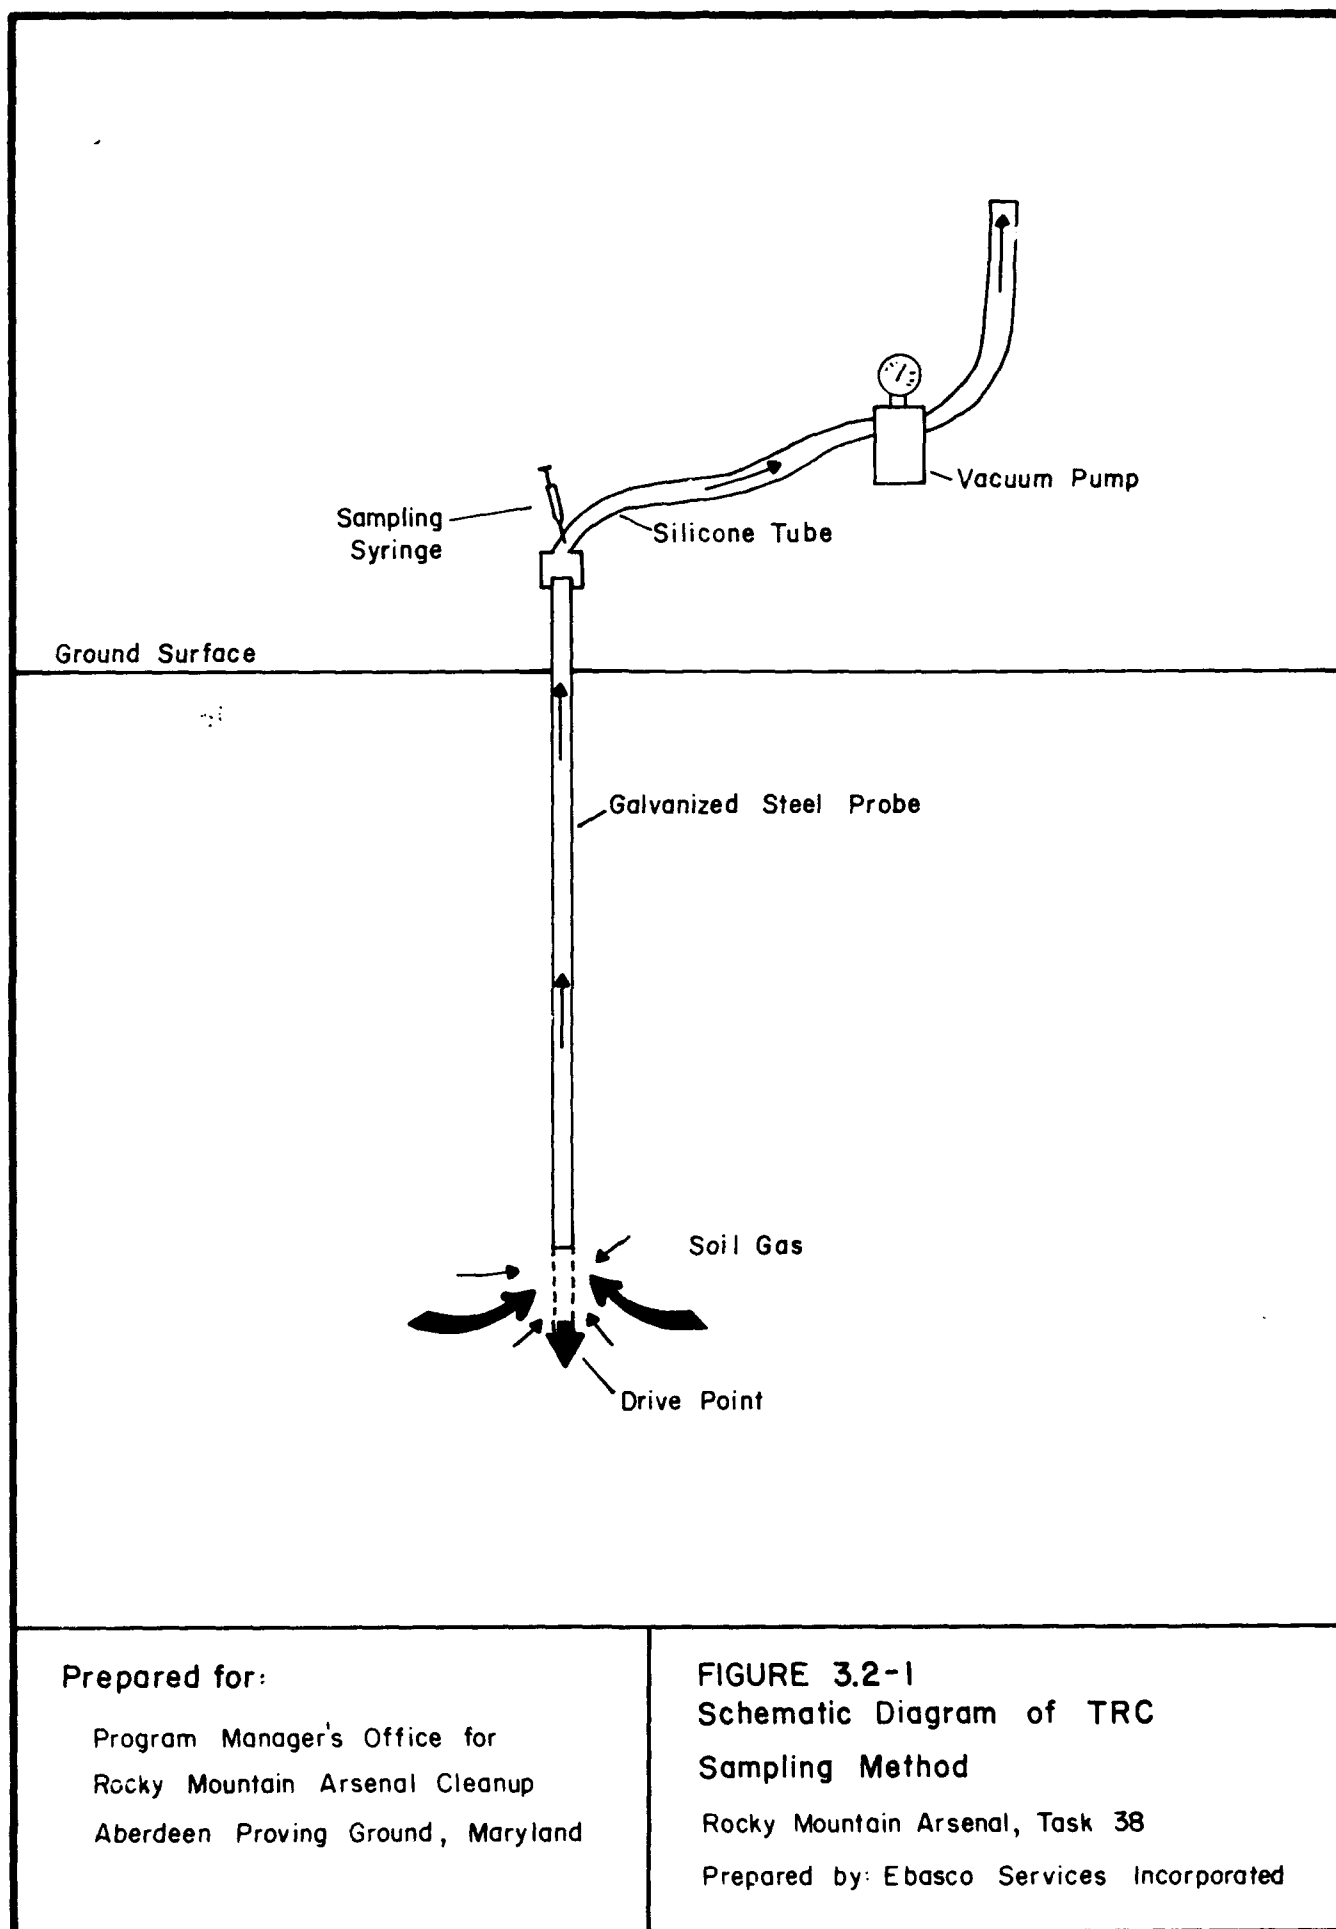 Vacuum Pump
Sampling
Syringe
Silicone Tube
Ground Surface
Galvanized Steel Probe
Soil Gas
Drive Point
Prepared for:
Program Manager's Office for
Rocky Mountain Arsenal Cleanup
Aberdeen Proving Ground, Maryland
FIGURE 3.2-1
Schematic Diagram of TRC
Sampling Method
Rocky Mountain Arsenal, Task 38
Prepared by: Ebasco Services Incorporated